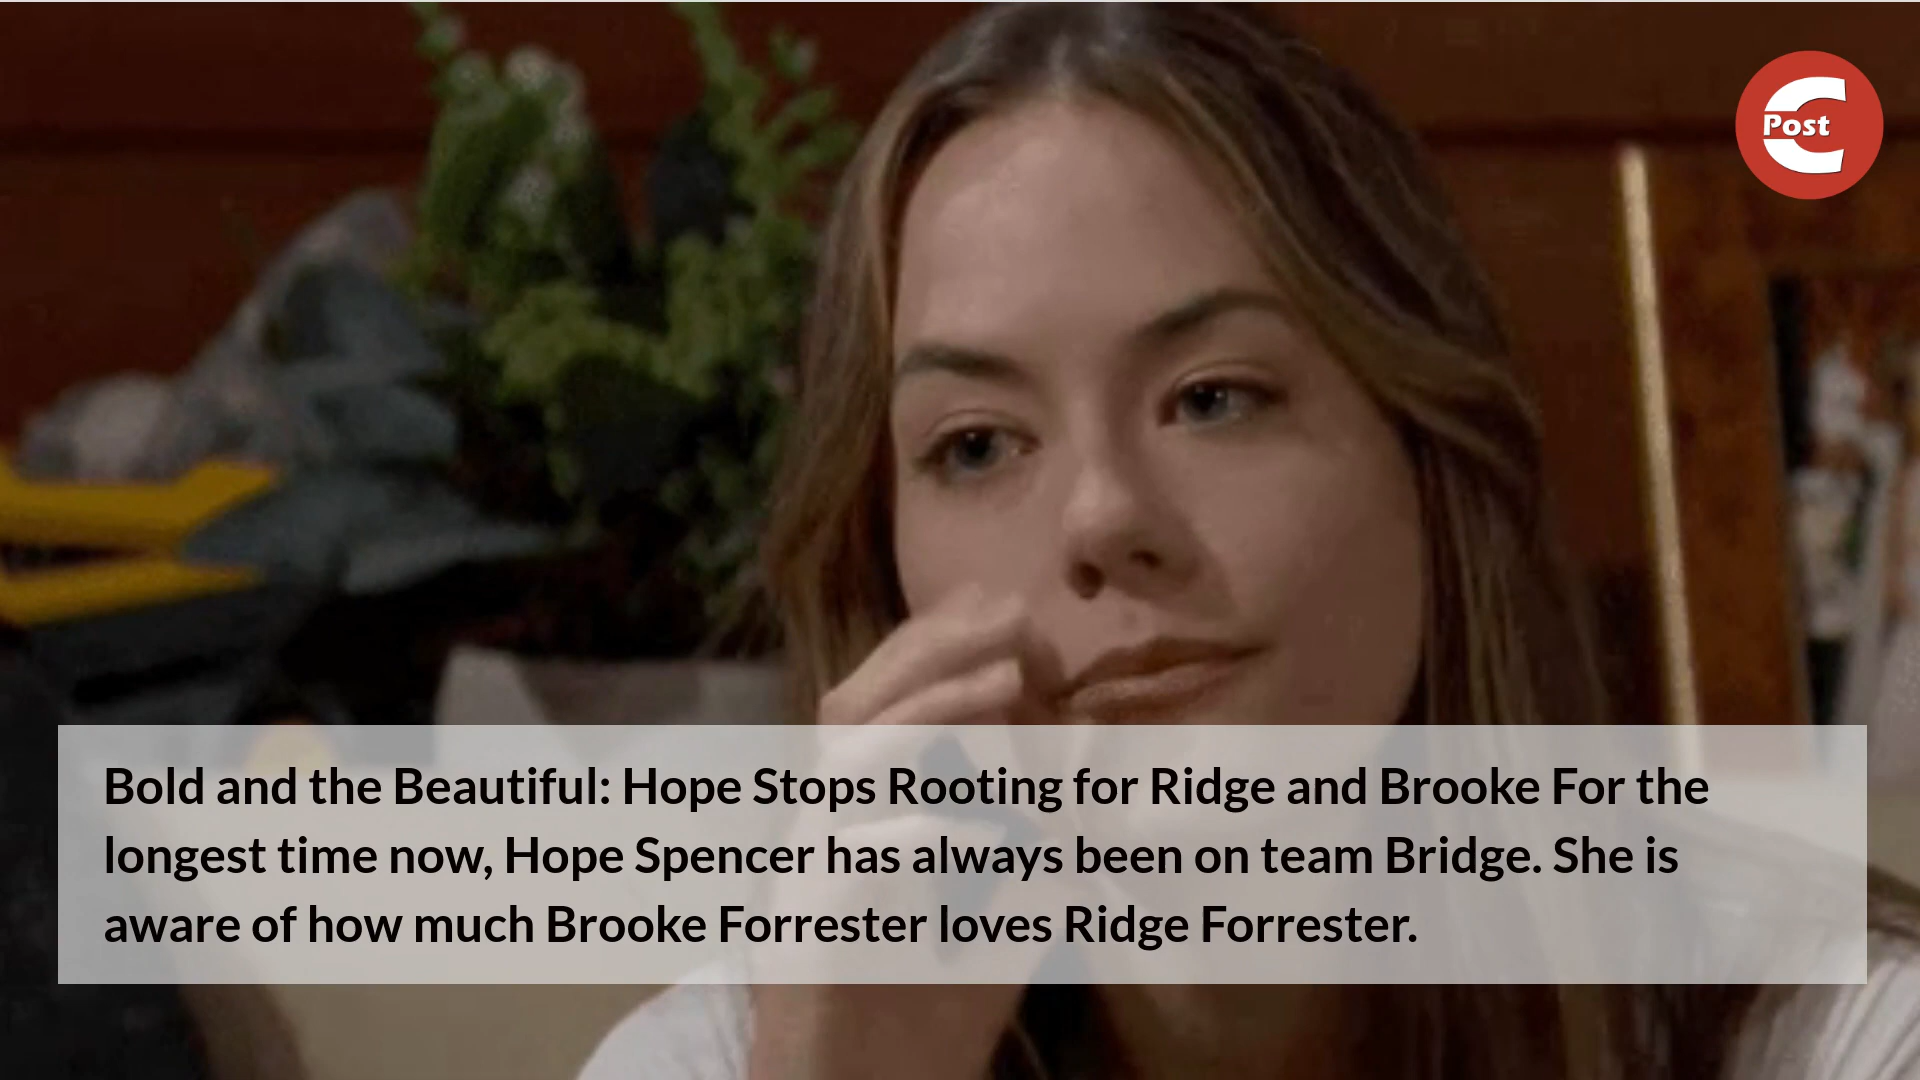 Post
Bold and the Beautiful: Hope Stops Rooting for Ridge and Brooke For the
longest time now, Hope Spencer has always been on team Bridge. She is
aware of how much Brooke Forrester loves Ridge Forrester.